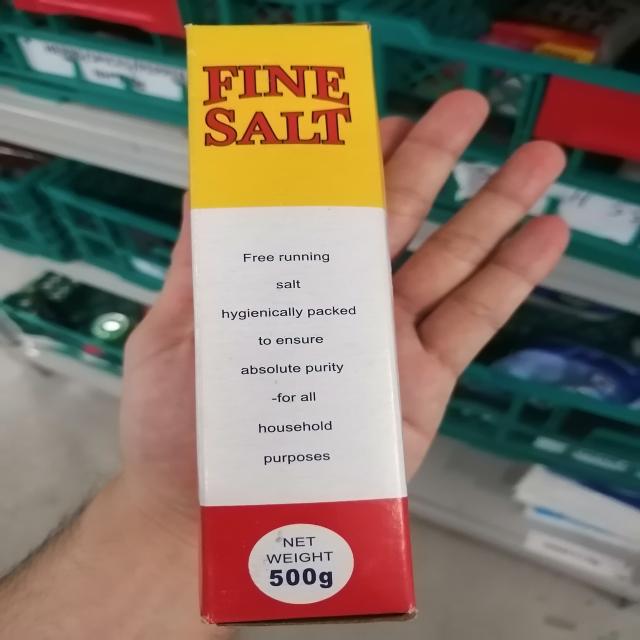 FINE
SALT
Free running
salt
hygienically packed
to ensure
absolute purity
-for all
household
purposes
NET
WEIGHT
500g